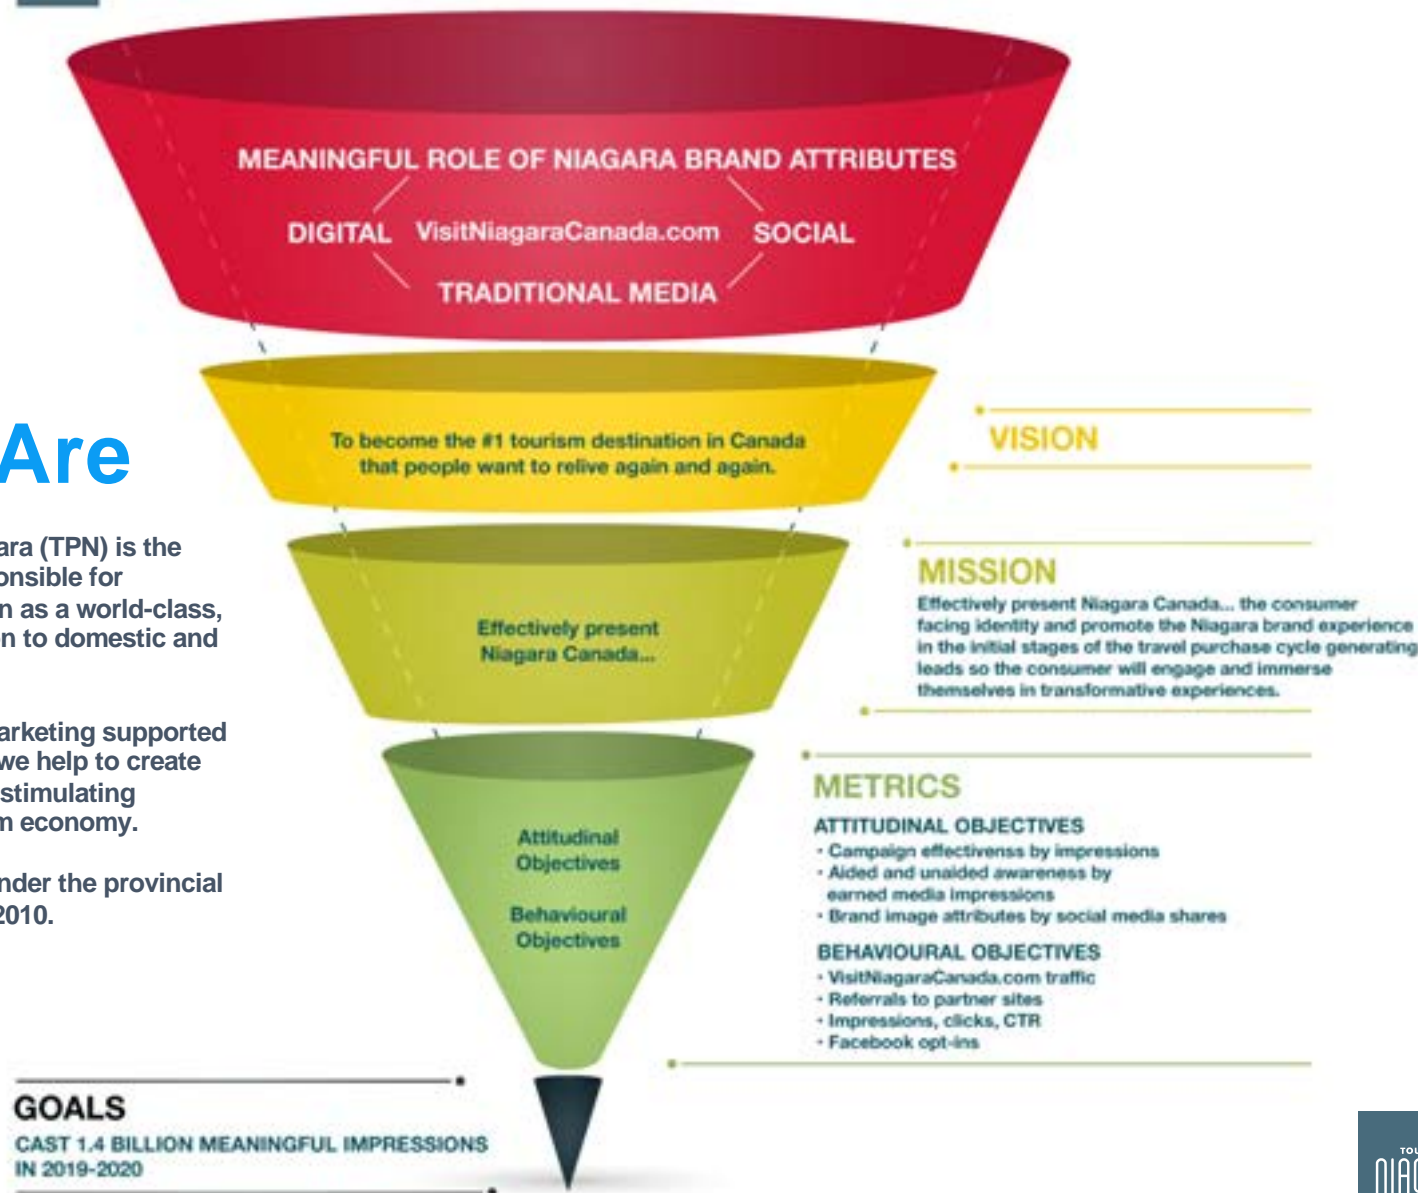 MEANINGFUL ROLE OF NIAGARA BRAND ATTRIBUTES
DIGITAL VisitNiagaraCanada.com SOCIAL
TRADITIONAL MEDIA
To become the #1 tourism destination in Canada
that people want to relive again and again.
VISION
Are
ara (TPN) is the
onsible for
n as a world-class,
on to domestic and
arketing supported
we help to create
stimulating
m economy.
nder the provincial
2010.
Effectively present
Niagara Canada...
MISSION
Effectively present Niagara Canada... the consumer
facing identity and promote the Niagara brand experience
in the initial stages of the travel purchase cycle generating
leads so the consumer will engage and immerse
themselves in transformative experiences.
Attitudinal
Objectives
Behavioural
Objectives
METRICS
ATTITUDINAL OBJECTIVES
• Campaign effectivenss by impressions
• Aided and unaided awareness by
earned media impressions
• Brand image attributes by social media shares
BEHAVIOURAL OBJECTIVES
• VisitNiagaraCanada.com traffic
• Referrals to partner sites
• Impressions, clicks, CTR
• Facebook opt-ins
GOALS
CAST 1.4 BILLION MEANINGFUL IMPRESSIONS
IN 2019-2020
TOU
NIAG